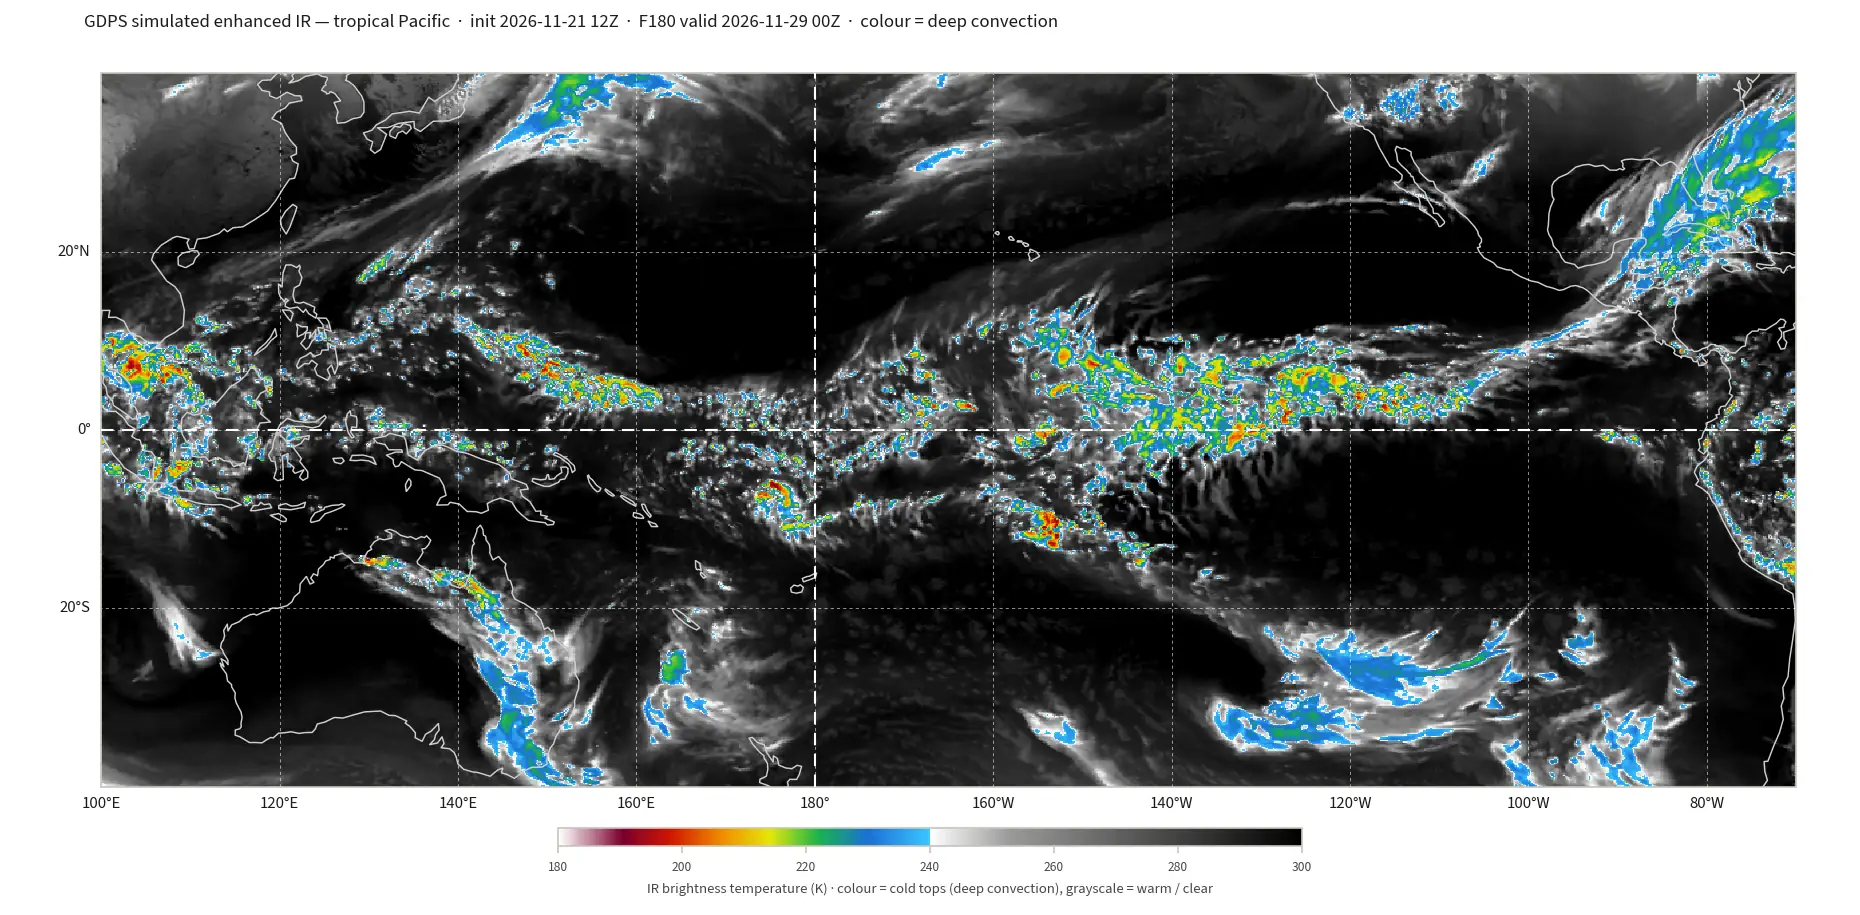 GDPS simulated enhanced IR — tropical Pacific · init 2026-11-21 12Z · F180 valid 2026-11-29 00Z · colour = deep convection
20°N
0°
20°S
100°E 120°E 140°E 160°E 180° 160°W 140°W 120°W 100°W 80°W
180 200 220 240 260 280 300
IR brightness temperature (K) · colour = cold tops (deep convection), grayscale = warm / clear